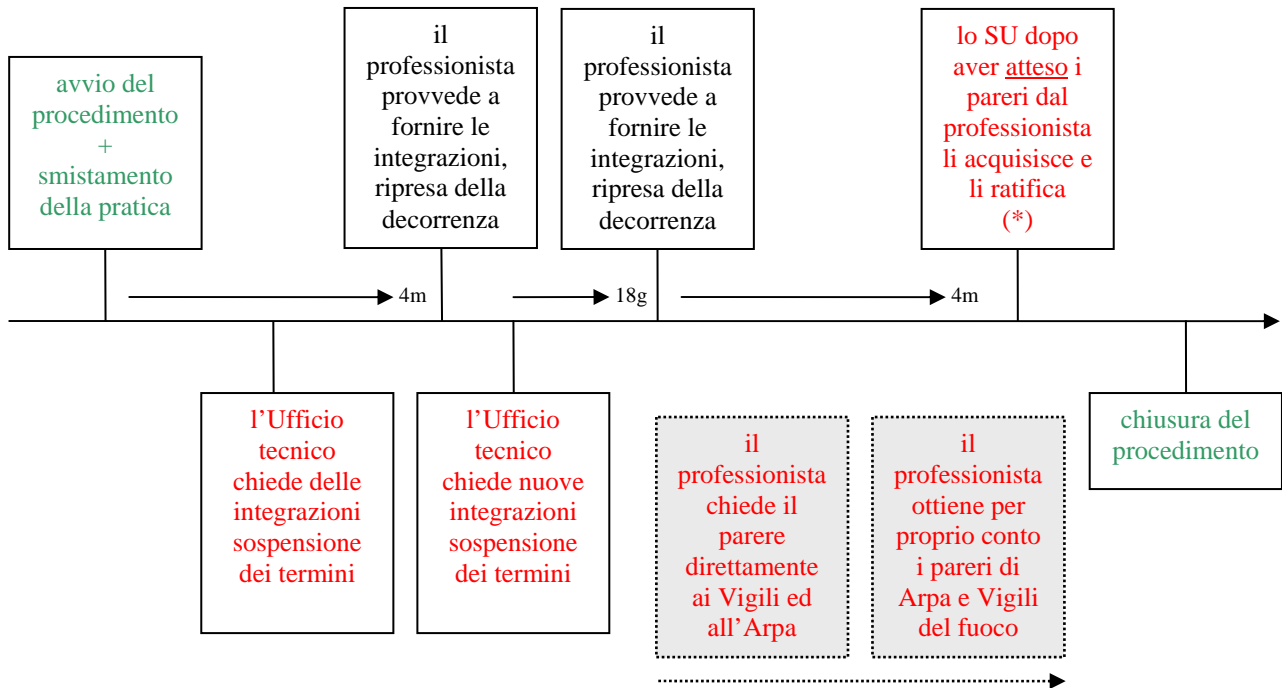 avvio del
procedimento
+
smistamento
della pratica
il
professionista
provvede a
fornire le
integrazioni,
ripresa della
decorrenza
il
professionista
provvede a
fornire le
integrazioni,
ripresa della
decorrenza
lo SU dopo
aver atteso i
pareri dal
professionista
li acquisisce e
li ratifica
(*)
4m
18g
4m
l’Ufficio
tecnico
chiede delle
integrazioni
sospensione
dei termini
l’Ufficio
tecnico
chiede nuove
integrazioni
sospensione
dei termini
il
professionista
chiede il
parere
direttamente
ai Vigili ed
all’Arpa
il
professionista
ottiene per
proprio conto
i pareri di
Arpa e Vigili
del fuoco
chiusura del
procedimento